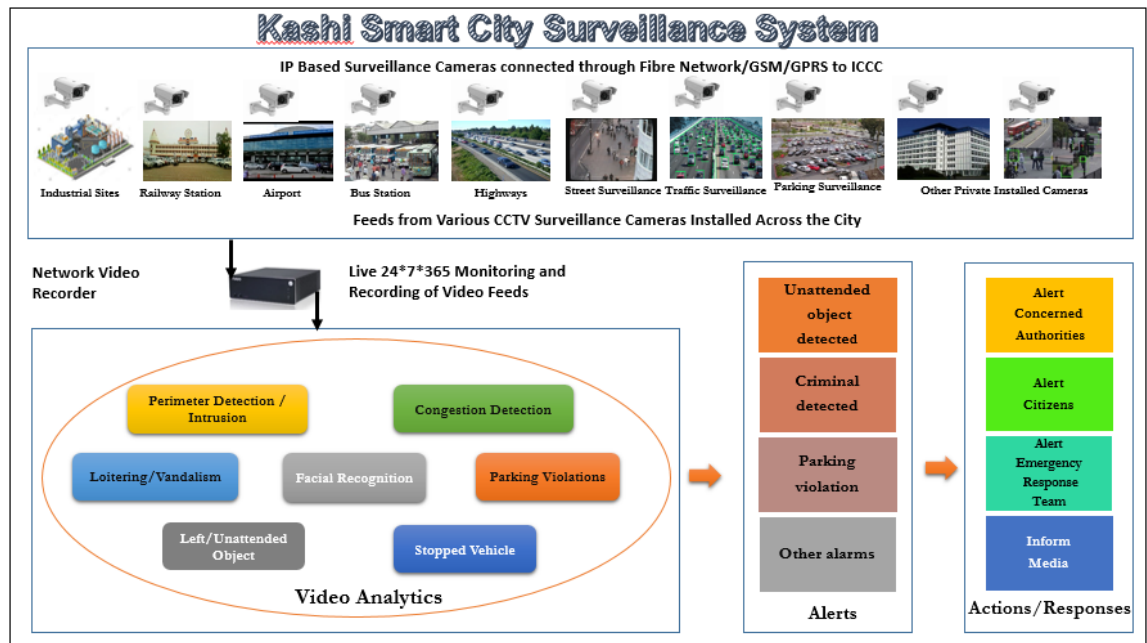 Kashi Smart City Surveillance System
IP Based Surveillance Cameras connected through Fibre Network/GSM/GPRS to ICCC
Industrial Sites
Railway Station
Airport
Bus Station
Highways
Street Surveillance
Traffic Surveillance
Parking Surveillance
Other Private Installed Cameras
Feeds from Various CCTV Surveillance Cameras Installed Across the City
Network Video
Recorder
Live 24*7*365 Monitoring and
Recording of Video Feeds
Perimeter Detection /
Intrusion
Congestion Detection
Loitering/Vandalism
Facial Recognition
Parking Violations
Left/Unattended
Object
Stopped Vehicle
Video Analytics
Unattended
object
detected
Criminal
detected
Parking
violation
Other alarms
Alerts
Alert
Concerned
Authorities
Alert
Citizens
Alert
Emergency
Response
Team
Inform
Media
Actions/Responses